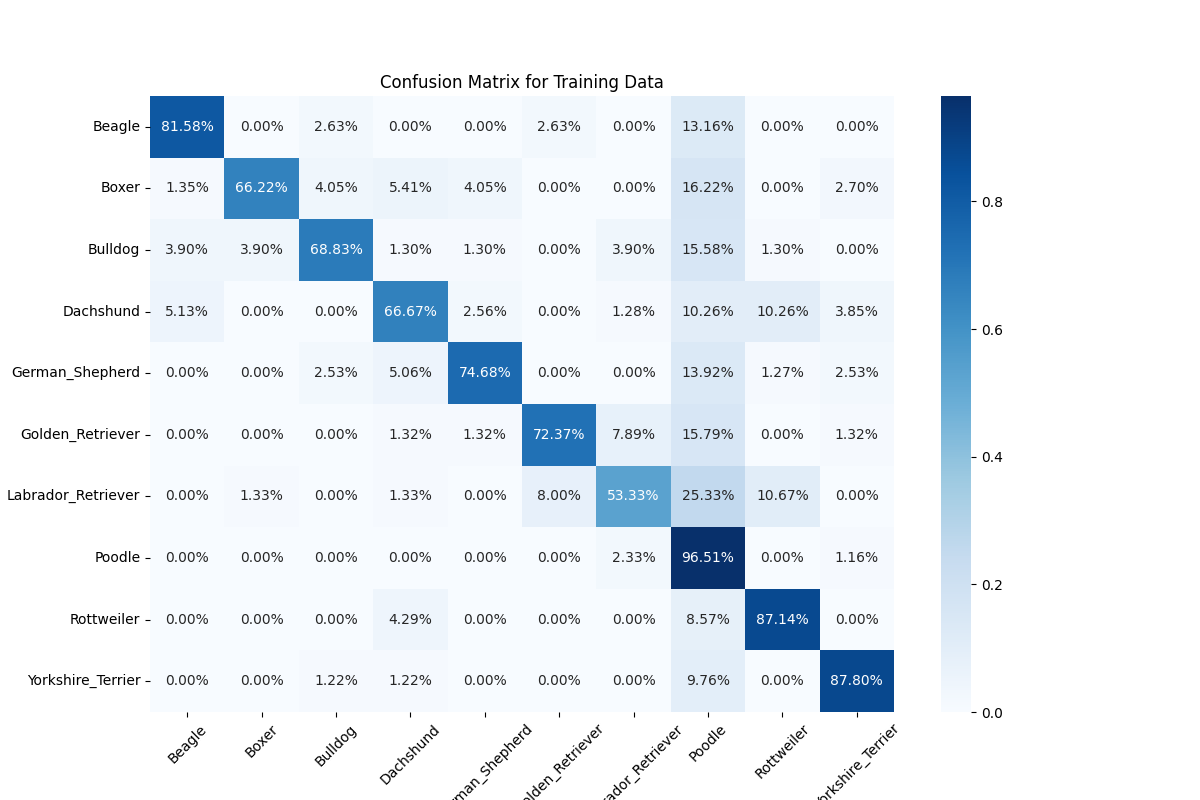 Confusion Matrix for Training Data
Beagle 81.58% 0.00% 2.63% 0.00% 0.00% 2.63% 0.00% 13.16% 0.00% 0.00%
0.8
Boxer 1.35% 66.22% 4.05% 5.41% 4.05% 0.00% 0.00% 16.22% 0.00% 2.70%
Bulldog 3.90% 3.90% 68.83% 1.30% 1.30% 0.00% 3.90% 15.58% 1.30% 0.00%
Dachshund 5.13% 0.00% 0.00% 66.67% 2.56% 0.00% 1.28% 10.26% 10.26% 3.85%
0.6
German_Shepherd 0.00% 0.00% 2.53% 5.06% 74.68% 0.00% 0.00% 13.92% 1.27% 2.53%
Golden_Retriever 0.00% 0.00% 0.00% 1.32% 1.32% 72.37% 7.89% 15.79% 0.00% 1.32%
0.4
Labrador_Retriever 0.00% 1.33% 0.00% 1.33% 0.00% 8.00% 53.33% 25.33% 10.67% 0.00%
Poodle 0.00% 0.00% 0.00% 0.00% 0.00% 0.00% 2.33% 96.51% 0.00% 1.16%
0.2
Rottweiler 0.00% 0.00% 0.00% 4.29% 0.00% 0.00% 0.00% 8.57% 87.14% 0.00%
Yorkshire_Terrier 0.00% 0.00% 1.22% 1.22% 0.00% 0.00% 0.00% 9.76% 0.00% 87.80%
0.0
Beagle
Boxer
Bulldog
Dachshund
rman_Shepherd
olden_Retriever
rador_Retriever
Poodle
Rottweiler
orkshire_Terrier